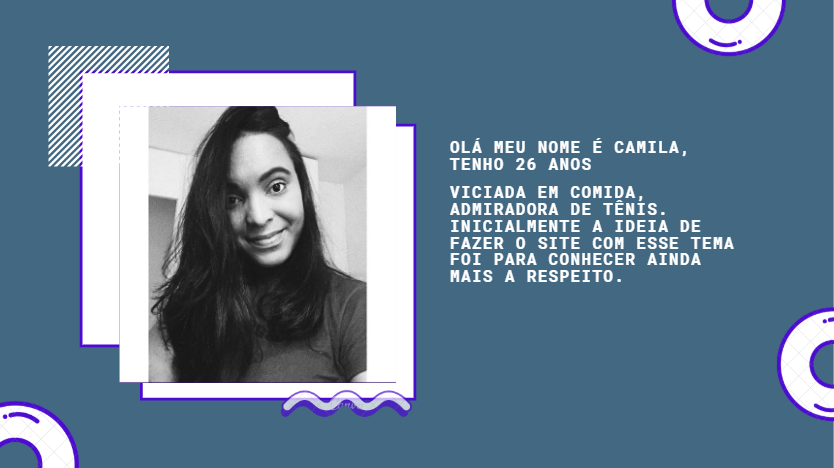 OLÁ MEU NOME É CAMILA,
TENHO 26 ANOS
VICIADA EM COMIDA,
ADMIRADORA DE TÊNIS.
INICIALMENTE A IDEIA DE
FAZER O SITE COM ESSE TEMA
FOI PARA CONHECER AINDA
MAIS A RESPEITO.